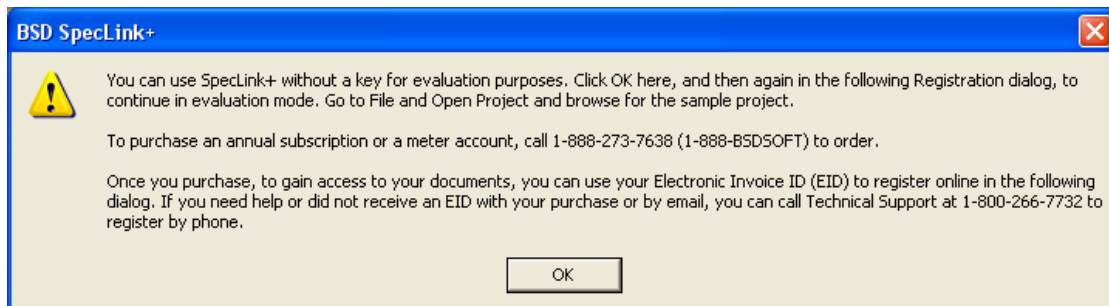 BSD SpecLink+
You can use SpecLink+ without a key for evaluation purposes. Click OK here, and then again in the following Registration dialog, to
continue in evaluation mode. Go to File and Open Project and browse for the sample project.
To purchase an annual subscription or a meter account, call 1-888-273-7638 (1-888-BSDSOFT) to order.
Once you purchase, to gain access to your documents, you can use your Electronic Invoice ID (EID) to register online in the following
dialog. If you need help or did not receive an EID with your purchase or by email, you can call Technical Support at 1-800-266-7732 to
register by phone.
OK